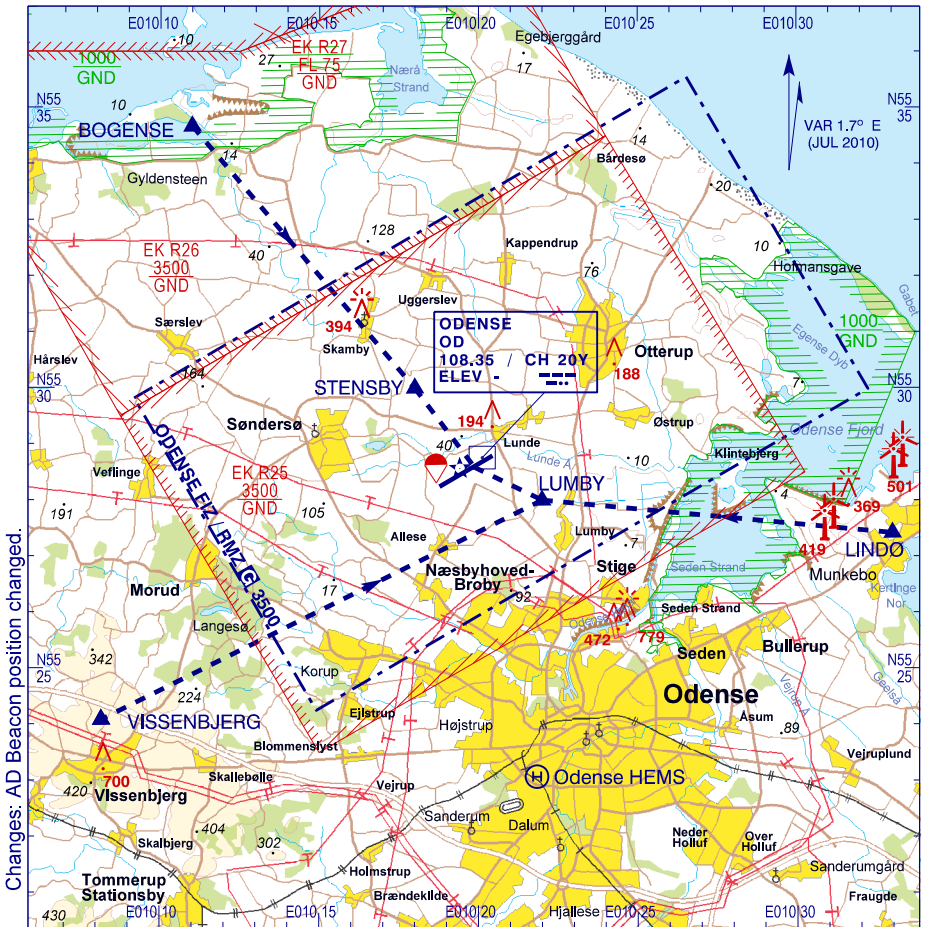 E010 10
E010 15
E010 20
E010 25
E010 30
Egebjerggård
17
10
1000
GND
27
EK R27
FL 75
GND
Nærå
Strand
N55
35
N55
35
10
BOGENSE
14
Gyldensteen
14
Bårdesø
VAR 1.7° E
(JUL 2010)
20
128
EK R26
3500
GND
40
Kappendrup
76
10
Hofmansgave
Gabet
Særslev
394
Skamby
Uggerslev
ODENSE
OD
108.35 / CH 20Y
ELEV -
Otterup
188
1000
GND
Egense Dyb
Hårslev
164
N55
30
N55
30
STENSBY
7
194
Søndersø
40
Lunde
Østrup
Odense Fjord
Lunde Å
10
Klintebjerg
Veflinge
EK R25
3500
GND
ODENSE FIZ / RMZ G 3500
LUMBY
4
501
369
191
105
Allese
Lumby
7
419
LINDØ
Munkebo
Næsbyhoved-
Broby
Stige
Seden Strand
Kertinge
Nor
Morud
17
92
Langesø
Seden Strand
472
779
342
Korup
Seden
Bullerup
N55
25
N55
25
Geelså
Vejrup Å
224
VISSENBJERG
Ejlstrup
Højstrup
Odense
Åsum
89
Blommenslyst
Vejruplund
700
Skallebølle
Vejrup
Odense HEMS
420
Vissenbjerg
Sanderum
Dalum
404
Skalbjerg
302
Neder
Holluf
Over
Holluf
Holmstrup
Sanderumgård
Tommerup
Stationsby
Brændekilde
Fraugde
430
Hjallese
E010 10
E010 15
E010 20
E010 25
E010 30
Changes: AD Beacon position changed.